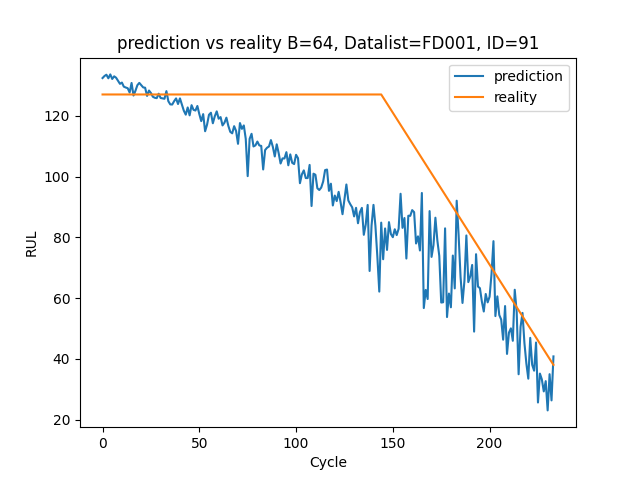 prediction vs reality B=64, Datalist=FD001, ID=91
prediction
reality
RUL
120
100
80
60
40
20
0
50
100
150
200
Cycle